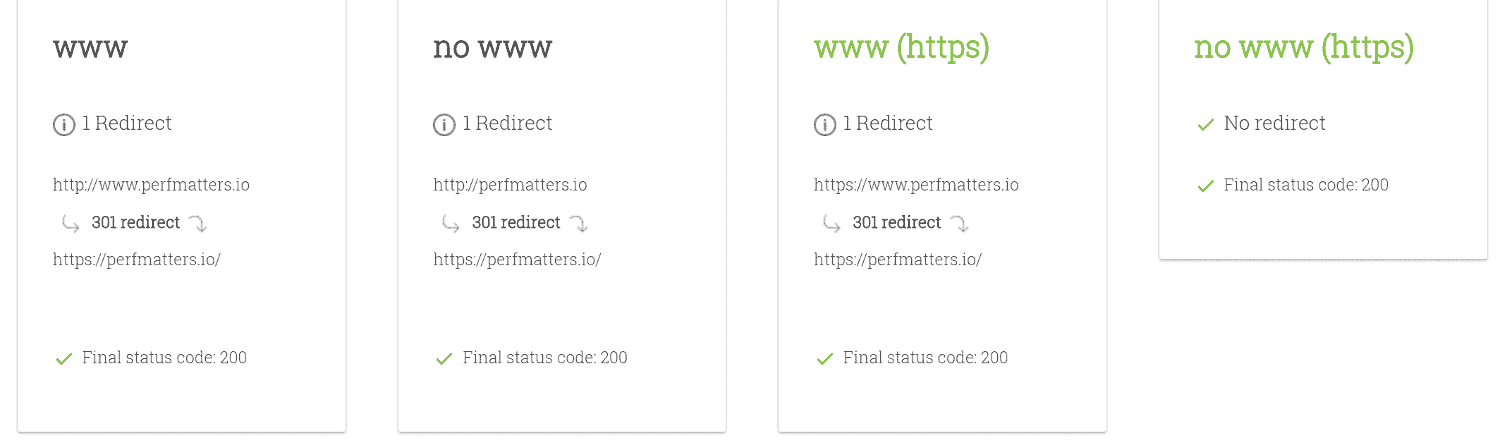 www
1 Redirect
http://www.perfmatters.io
301 redirect
https://perfmatters.io/
Final status code: 200
no www
1 Redirect
http://perfmatters.io
301 redirect
https://perfmatters.io/
Final status code: 200
www (https)
1 Redirect
https://www.perfmatters.io
301 redirect
https://perfmatters.io/
Final status code: 200
no www (https)
No redirect
Final status code: 200